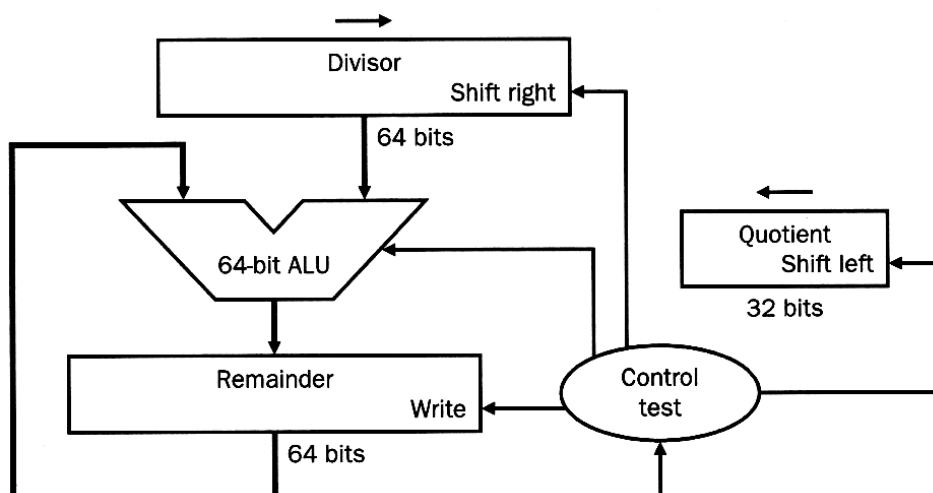 Divisor
Shift right
64 bits
64-bit ALU
Quotient
Shift left
32 bits
Remainder
Write
64 bits
Control
test